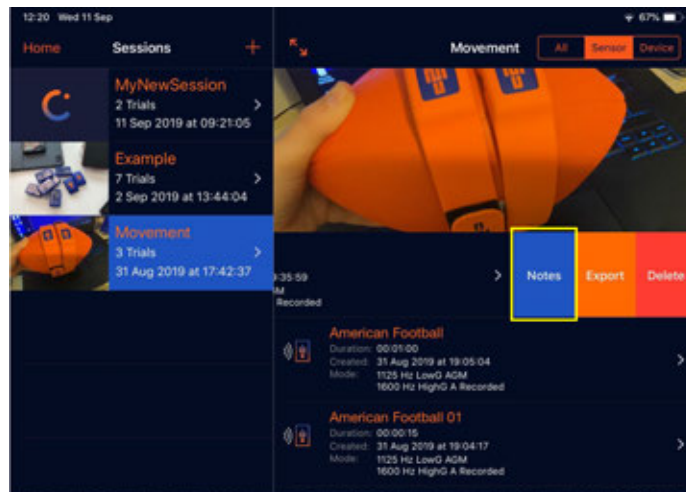 12:20 Wed 11 Sep
67%
Home
Sessions
+
MyNewSession
2 Trials
11 Sep 2019 at 09:21:05
Example
7 Trials
2 Sep 2019 at 13:44:04
Movement
3 Trials
31 Aug 2019 at 17:42:37
Movement
All
Sensor
Device
9:35:59
Recorded
Notes
Export
Delete
American Football
Duration: 00:01:00
Created: 31 Aug 2019 at 19:05:04
Mode: 1125 Hz LowG AGM
1600 Hz HighG A Recorded
American Football 01
Duration: 00:00:15
Created: 31 Aug 2019 at 19:04:17
Mode: 1125 Hz LowG AGM
1600 Hz HighG A Recorded